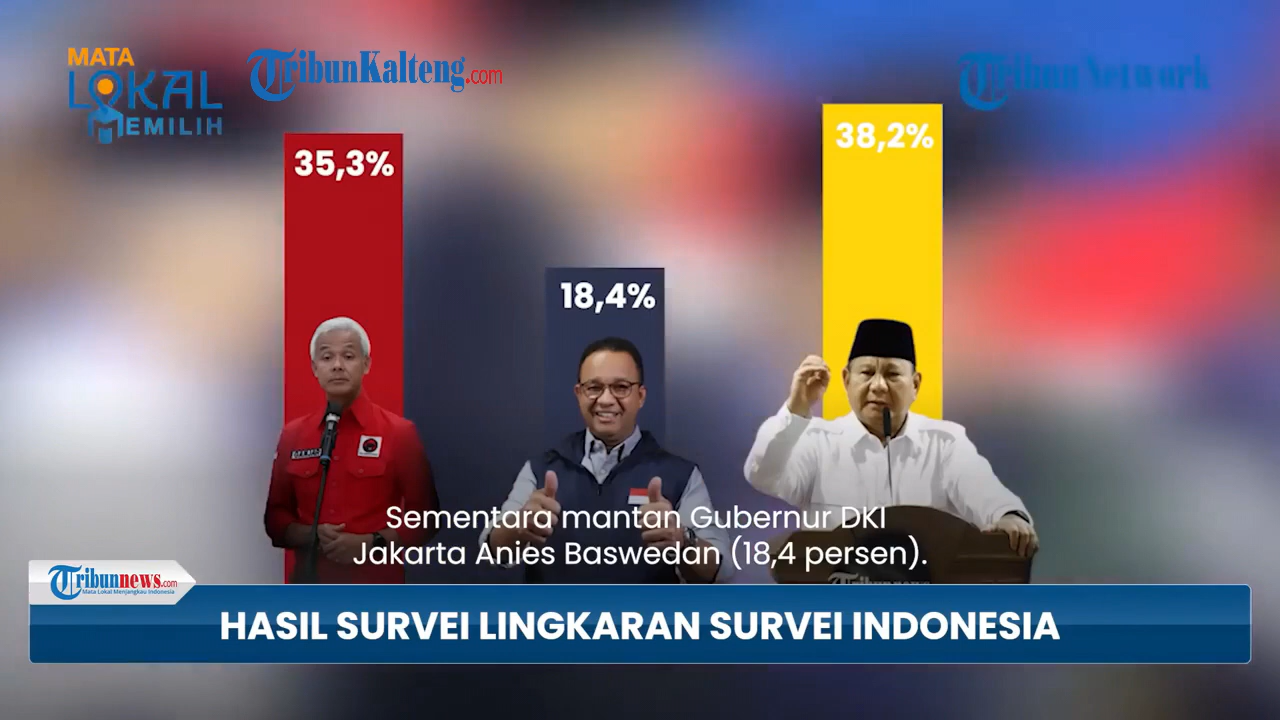 MATA
LOKAL
MEMILIH
TribunKalteng.com
Tribun Network
35,3%
18,4%
38,2%
Sementara mantan Gubernur DKI
Jakarta Anies Baswedan (18,4 persen).
Tribunnews.com
Mata Lokal Menjangkau Indonesia
HASIL SURVEI LINGKARAN SURVEI INDONESIA